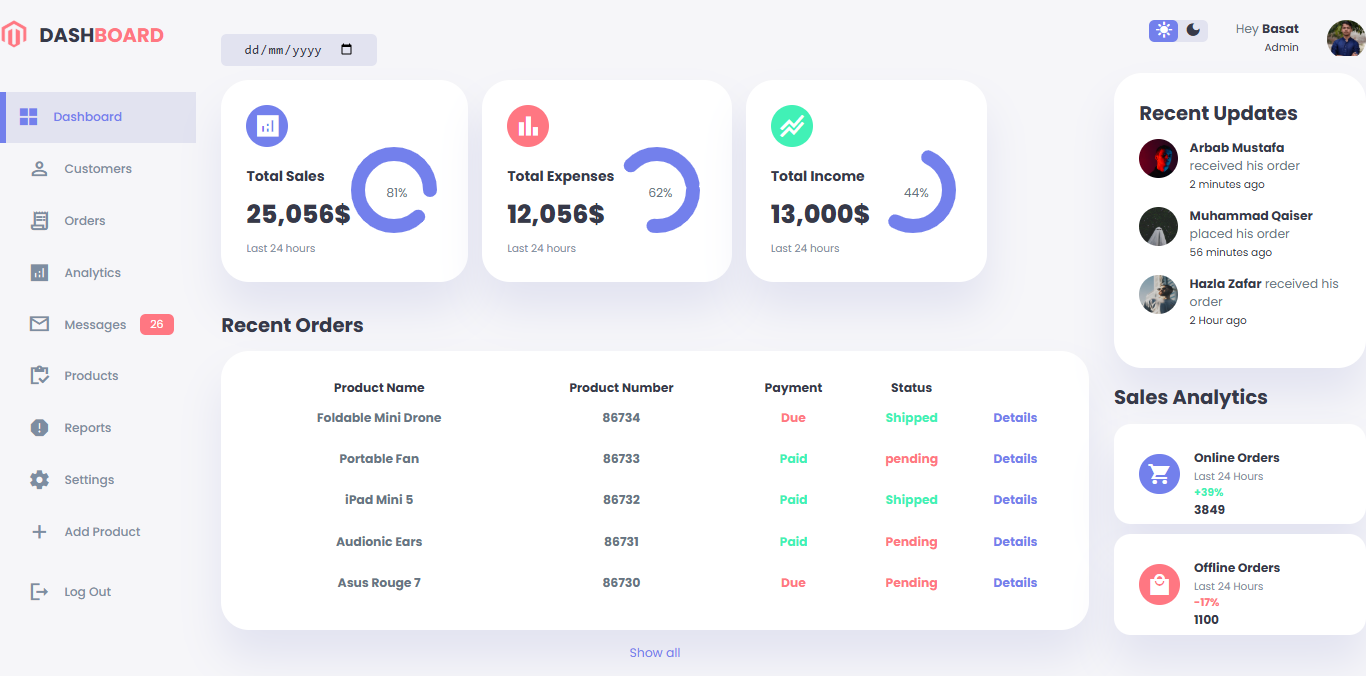 DASHBOARD
Dashboard
Customers
Orders
Analytics
Messages 26
Products
Reports
Settings
Add Product
Log Out
dd/mm/yyyy
Total Sales
25,056$
Last 24 hours
81%
Total Expenses
12,056$
Last 24 hours
62%
Total Income
13,000$
Last 24 hours
44%
Recent Orders
Product Name Product Number Payment Status
Foldable Mini Drone 86734 Due Shipped Details
Portable Fan 86733 Paid pending Details
iPad Mini 5 86732 Paid Shipped Details
Audionic Ears 86731 Paid Pending Details
Asus Rouge 7 86730 Due Pending Details
Show all
Hey Basat
Admin
Recent Updates
Arbab Mustafa
received his order
2 minutes ago
Muhammad Qaiser
placed his order
56 minutes ago
Hazla Zafar received his
order
2 Hour ago
Sales Analytics
Online Orders
Last 24 Hours
+39%
3849
Offline Orders
Last 24 Hours
-17%
1100